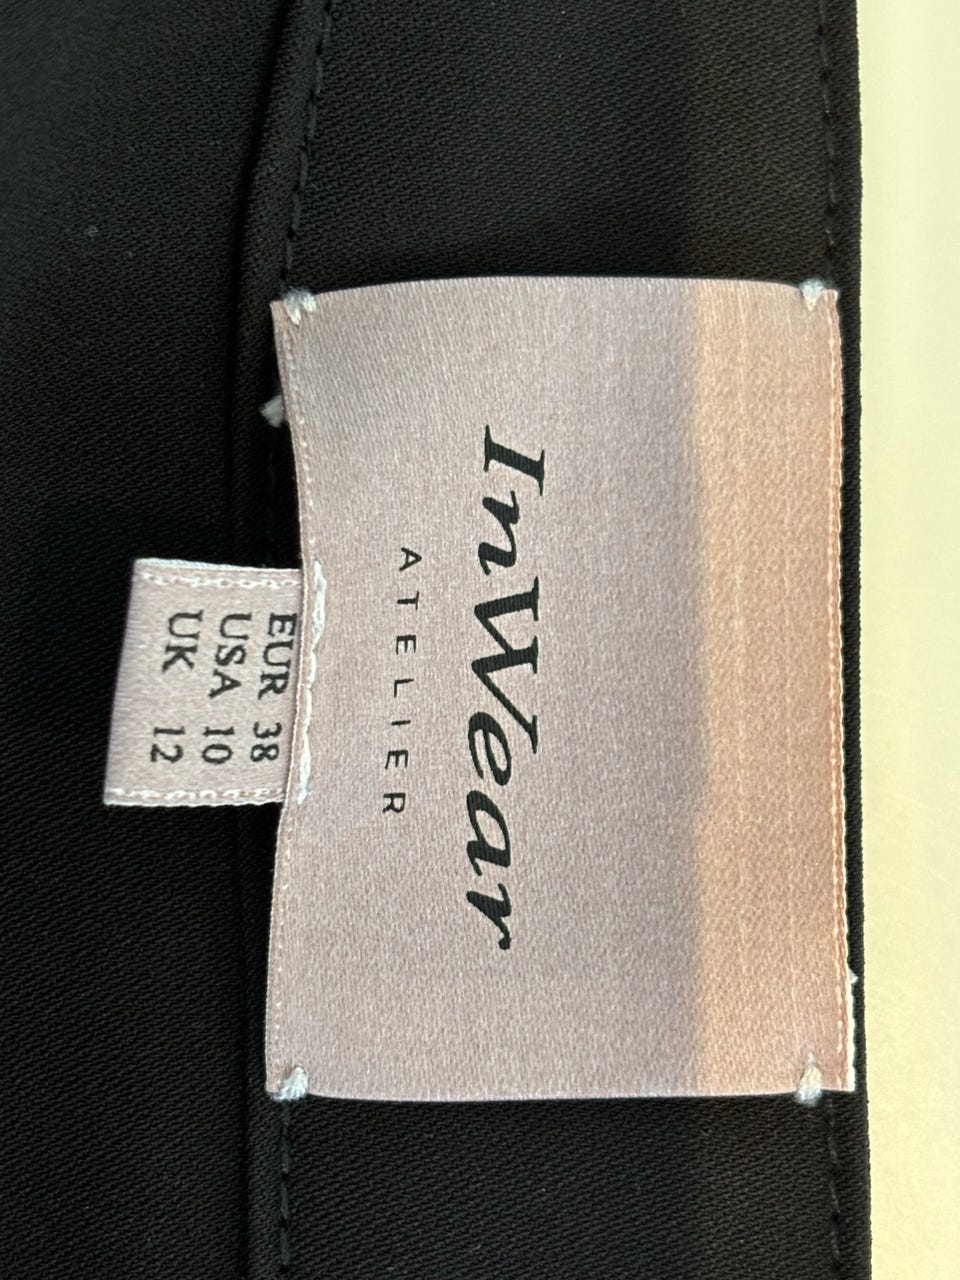 InWear
ATELIER
EUR 38
USA 10
UK 12